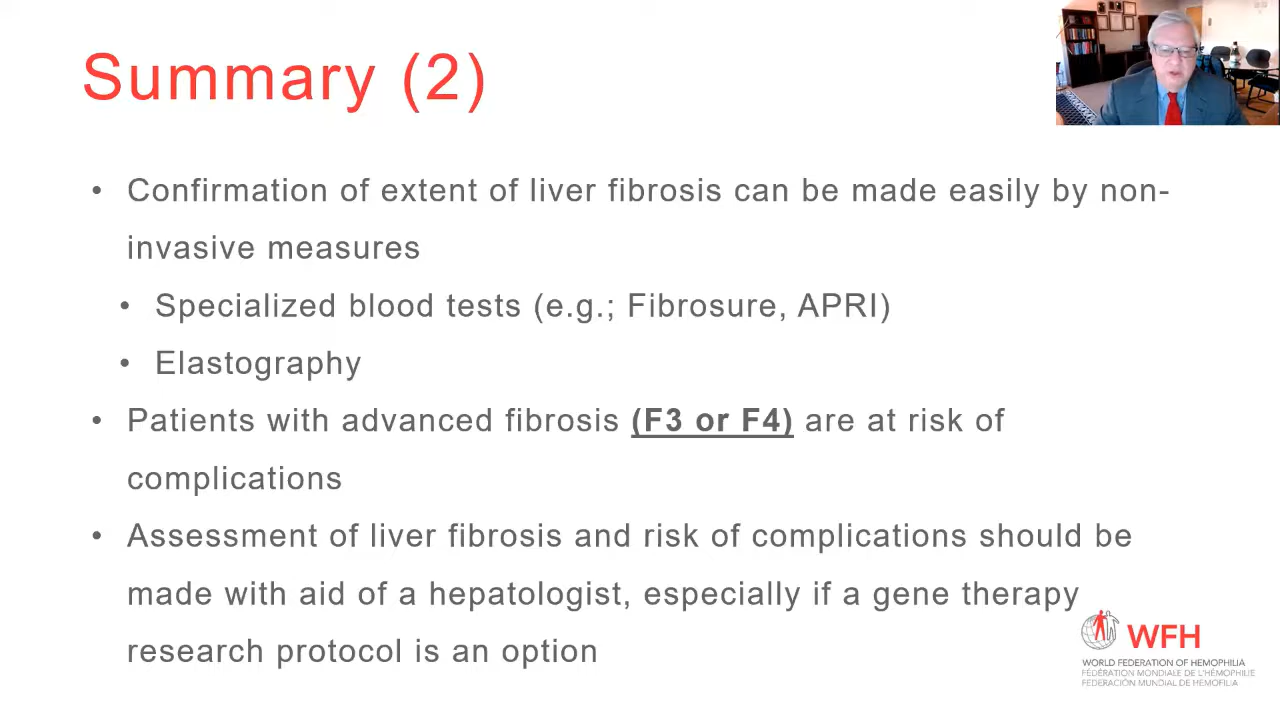 Summary (2)
• Confirmation of extent of liver fibrosis can be made easily by non-
invasive measures
• Specialized blood tests (e.g.; Fibrosure, APRI)
• Elastography
• Patients with advanced fibrosis (F3 or F4) are at risk of
complications
• Assessment of liver fibrosis and risk of complications should be
made with aid of a hepatologist, especially if a gene therapy
research protocol is an option
WFH
WORLD FEDERATION OF HEMOPHILIA
FÉDÉRATION MONDIALE DE L'HÉMOPHILIE
FEDERACIÓN MUNDIAL DE HEMOFILIA